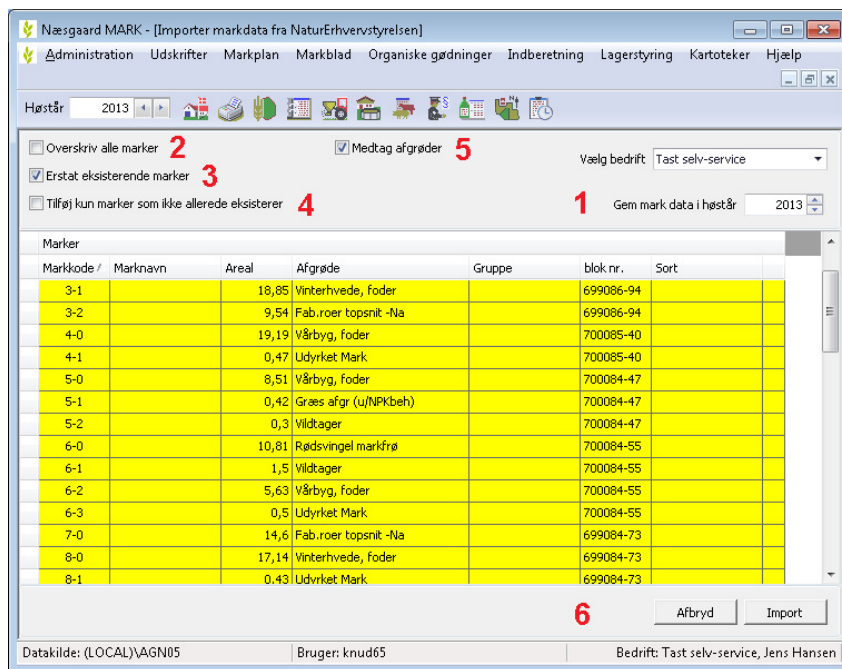 Næsgaard MARK - [Importer markdata fra NaturErhvervstyrelsen]
Administration Udskrifter Markplan Markblad Organiske gødninger Indberetning Lagerstyring Kartoteker Hjælp
Høstår 2013
Overskriv alle marker 2 Medtag afgrøder 5 Vælg bedrift Tast selv-service
Erstat eksisterende marker 3
Tilføj kun marker som ikke allerede eksisterer 4 1 Gem mark data i høstår 2013
Marker
Markkode Marknavn Areal Afgrøde Gruppe blok nr. Sort
3-1 18,85 Vinterhvede, foder 699086-94
3-2 9,54 Fab.roer topsnit -Na 699086-94
4-0 19,19 Vårbyg, foder 700085-40
4-1 0,47 Udyrket Mark 700085-40
5-0 8,51 Vårbyg, foder 700084-47
5-1 0,42 Græs afgr (u/NPKbeh) 700084-47
5-2 0,3 Vildtager 700084-47
6-0 10,81 Rødsvingel markfrø 700084-55
6-1 1,5 Vildtager 700084-55
6-2 5,63 Vårbyg, foder 700084-55
6-3 0,5 Udyrket Mark 700084-55
7-0 14,6 Fab.roer topsnit -Na 699084-73
8-0 17,14 Vinterhvede, foder 699084-73
8-1 0,43 Udyrket Mark 699084-73
6 Afbryd Import
Datakilde: (LOCAL)\AGN05 Bruger: knud65 Bedrift: Tast selv-service, Jens Hansen